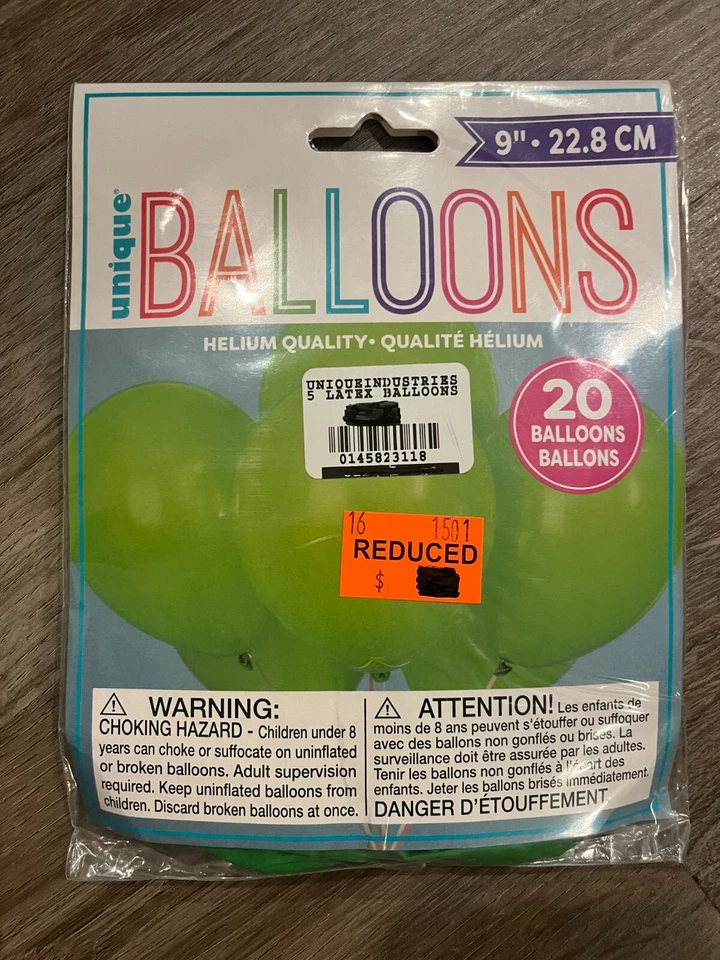 9" • 22.8 CM
unique®
BALLOONS
HELIUM QUALITY • QUALITÉ HÉLIUM
UNIQUEINDUSTRIES
5 LATEX BALLOONS
0145823118
20
BALLOONS
BALLONS
16 1501
REDUCED
$
WARNING:
CHOKING HAZARD - Children under 8
years can choke or suffocate on uninflated
or broken balloons. Adult supervision
required. Keep uninflated balloons from
children. Discard broken balloons at once.
ATTENTION! Les enfants de
moins de 8 ans peuvent s'étouffer ou suffoquer
avec des ballons non gonflés ou brisés. La
surveillance doit être assurée par les adultes.
Tenir les ballons non gonflés à l'écart des
enfants. Jeter les ballons brisés immédiatement.
DANGER D'ÉTOUFFEMENT